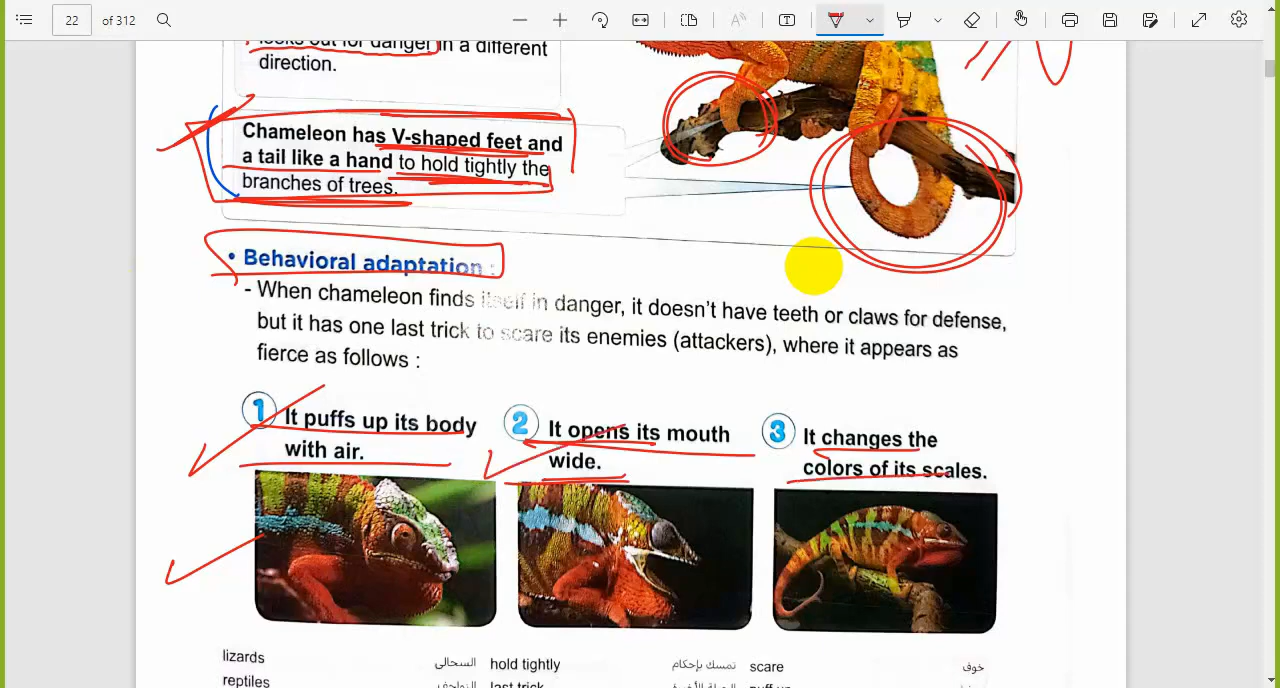 22 of 312
looks out for danger in a different
direction.
Chameleon has V-shaped feet and
a tail like a hand to hold tightly the
branches of trees.
• Behavioral adaptation :
- When chameleon finds itself in danger, it doesn't have teeth or claws for defense,
but it has one last trick to scare its enemies (attackers), where it appears as
fierce as follows :
1 It puffs up its body
with air.
2 It opens its mouth
wide.
3 It changes the
colors of its scales.
lizards السحالى hold tightly تمسك بإحكام scare خوف
reptiles الزواحف last trick